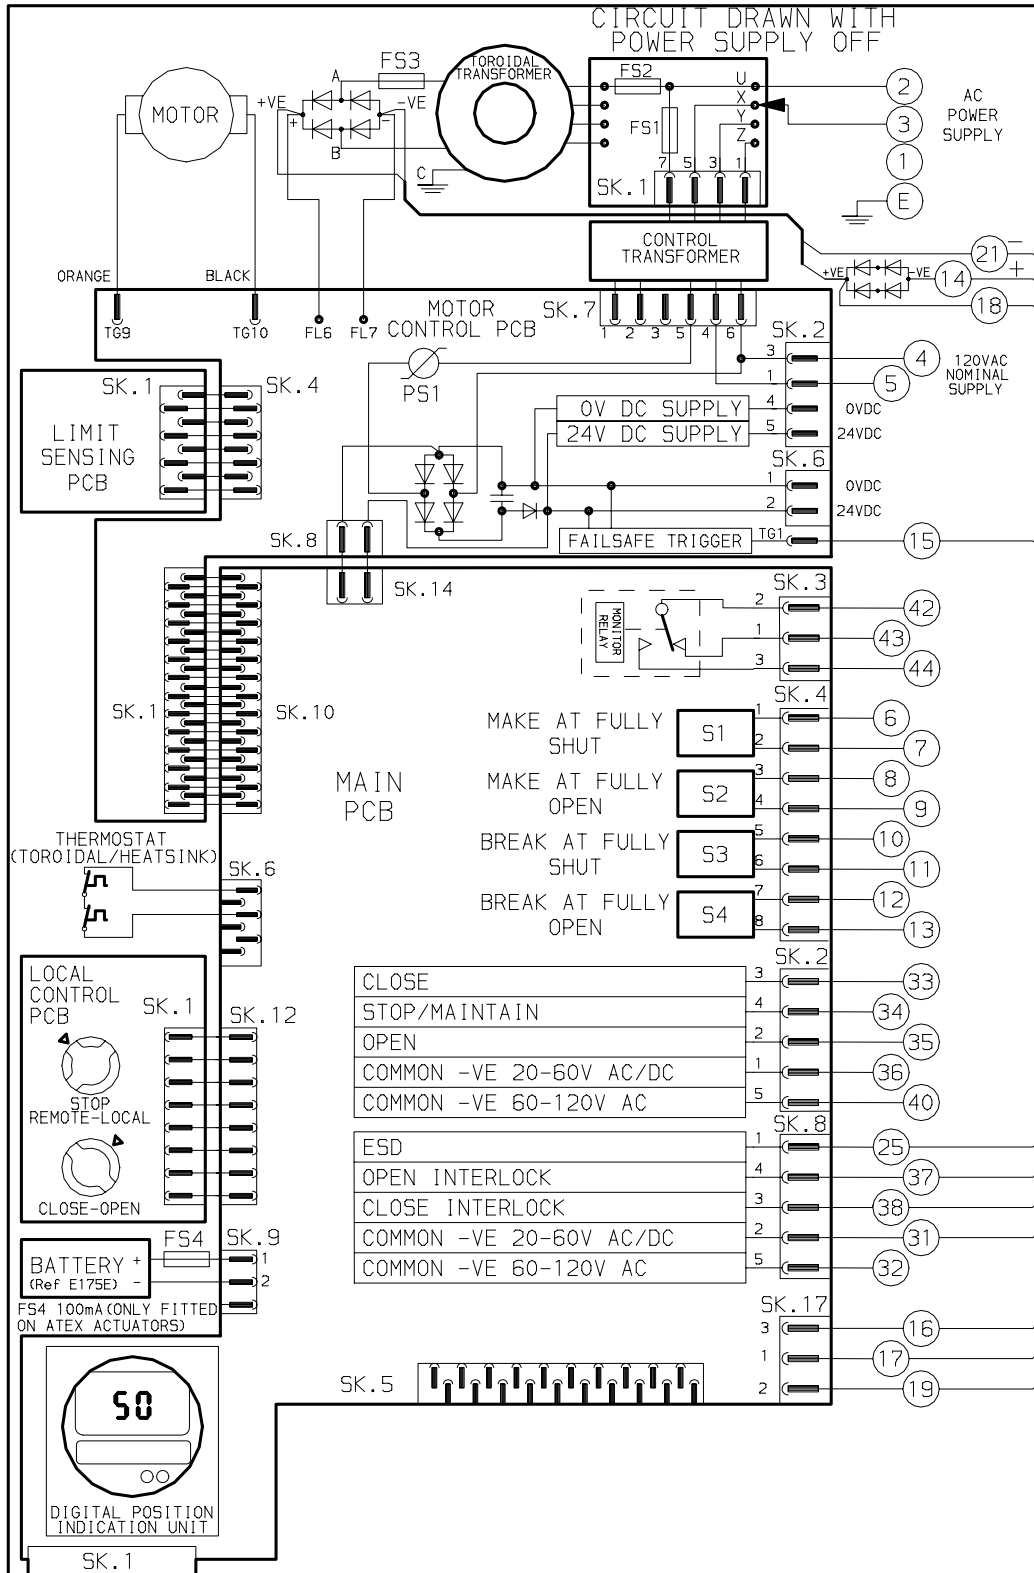 CIRCUIT DRAWN WITH
POWER SUPPLY OFF
FS3
TOROIDAL
TRANSFORMER
FS2
U
2
AC
POWER
SUPPLY
A
+VE
-VE
+
-
B
C
MOTOR
X
3
Y
FS1
Z
1
7 5 3 1
SK.1
E
CONTROL
TRANSFORMER
21
-
+VE
-VE
14
+
18
ORANGE
BLACK
TG9
TG10
FL6
FL7
MOTOR
CONTROL PCB
SK.7
1 2 3 5 4 6
SK.2
3
4
120VAC
NOMINAL
SUPPLY
1
5
PS1
0V DC SUPPLY
4
0VDC
24V DC SUPPLY
5
24VDC
SK.1
SK.4
LIMIT
SENSING
PCB
SK.6
1
0VDC
2
24VDC
FAILSAFE TRIGGER
TG1
15
SK.8
SK.14
SK.3
MONITOR
RELAY
2
42
1
43
3
44
SK.1
SK.10
MAIN
PCB
SK.4
MAKE AT FULLY
SHUT
S1
1
6
2
7
MAKE AT FULLY
OPEN
S2
3
8
4
9
BREAK AT FULLY
SHUT
S3
5
10
6
11
BREAK AT FULLY
OPEN
S4
7
12
8
13
THERMOSTAT
(TOROIDAL/HEATSINK)
SK.6
SK.2
CLOSE
3
33
STOP/MAINTAIN
4
34
OPEN
2
35
COMMON -VE 20-60V AC/DC
1
36
COMMON -VE 60-120V AC
5
40
LOCAL
CONTROL
PCB
SK.1
SK.12
STOP
REMOTE-LOCAL
CLOSE-OPEN
SK.8
ESD
1
25
OPEN INTERLOCK
4
37
CLOSE INTERLOCK
3
38
COMMON -VE 20-60V AC/DC
2
31
COMMON -VE 60-120V AC
5
32
FS4
SK.9
BATTERY
(Ref E175E)
+
-
1
2
FS4 100mA(ONLY FITTED
ON ATEX ACTUATORS)
SK.17
3
16
1
17
2
19
SK.5
50
DIGITAL POSITION
INDICATION UNIT
SK.1